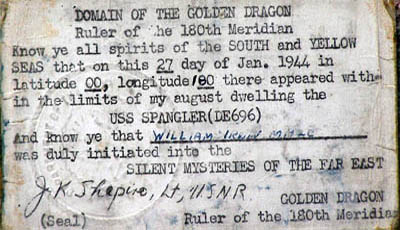 DOMAIN OF THE GOLDEN DRAGON
Ruler of he 180th Meridian
Know ye all spirits of the SOUTH and YELLOW
SEAS that on this 27 day of Jan. 1944 in
latitude 00, longitude 180 there appeared with-
in the limits of my august dwelling the
USS SPANGLER(DE696)
And know ye that WILLIAM
was duly initiated into the
SILENT MYSTERIES OF THE FAR EAST
J.K. Shapiro, Lt, USNR.
GOLDEN DRAGON
(Seal) Ruler of the 180th Meridian